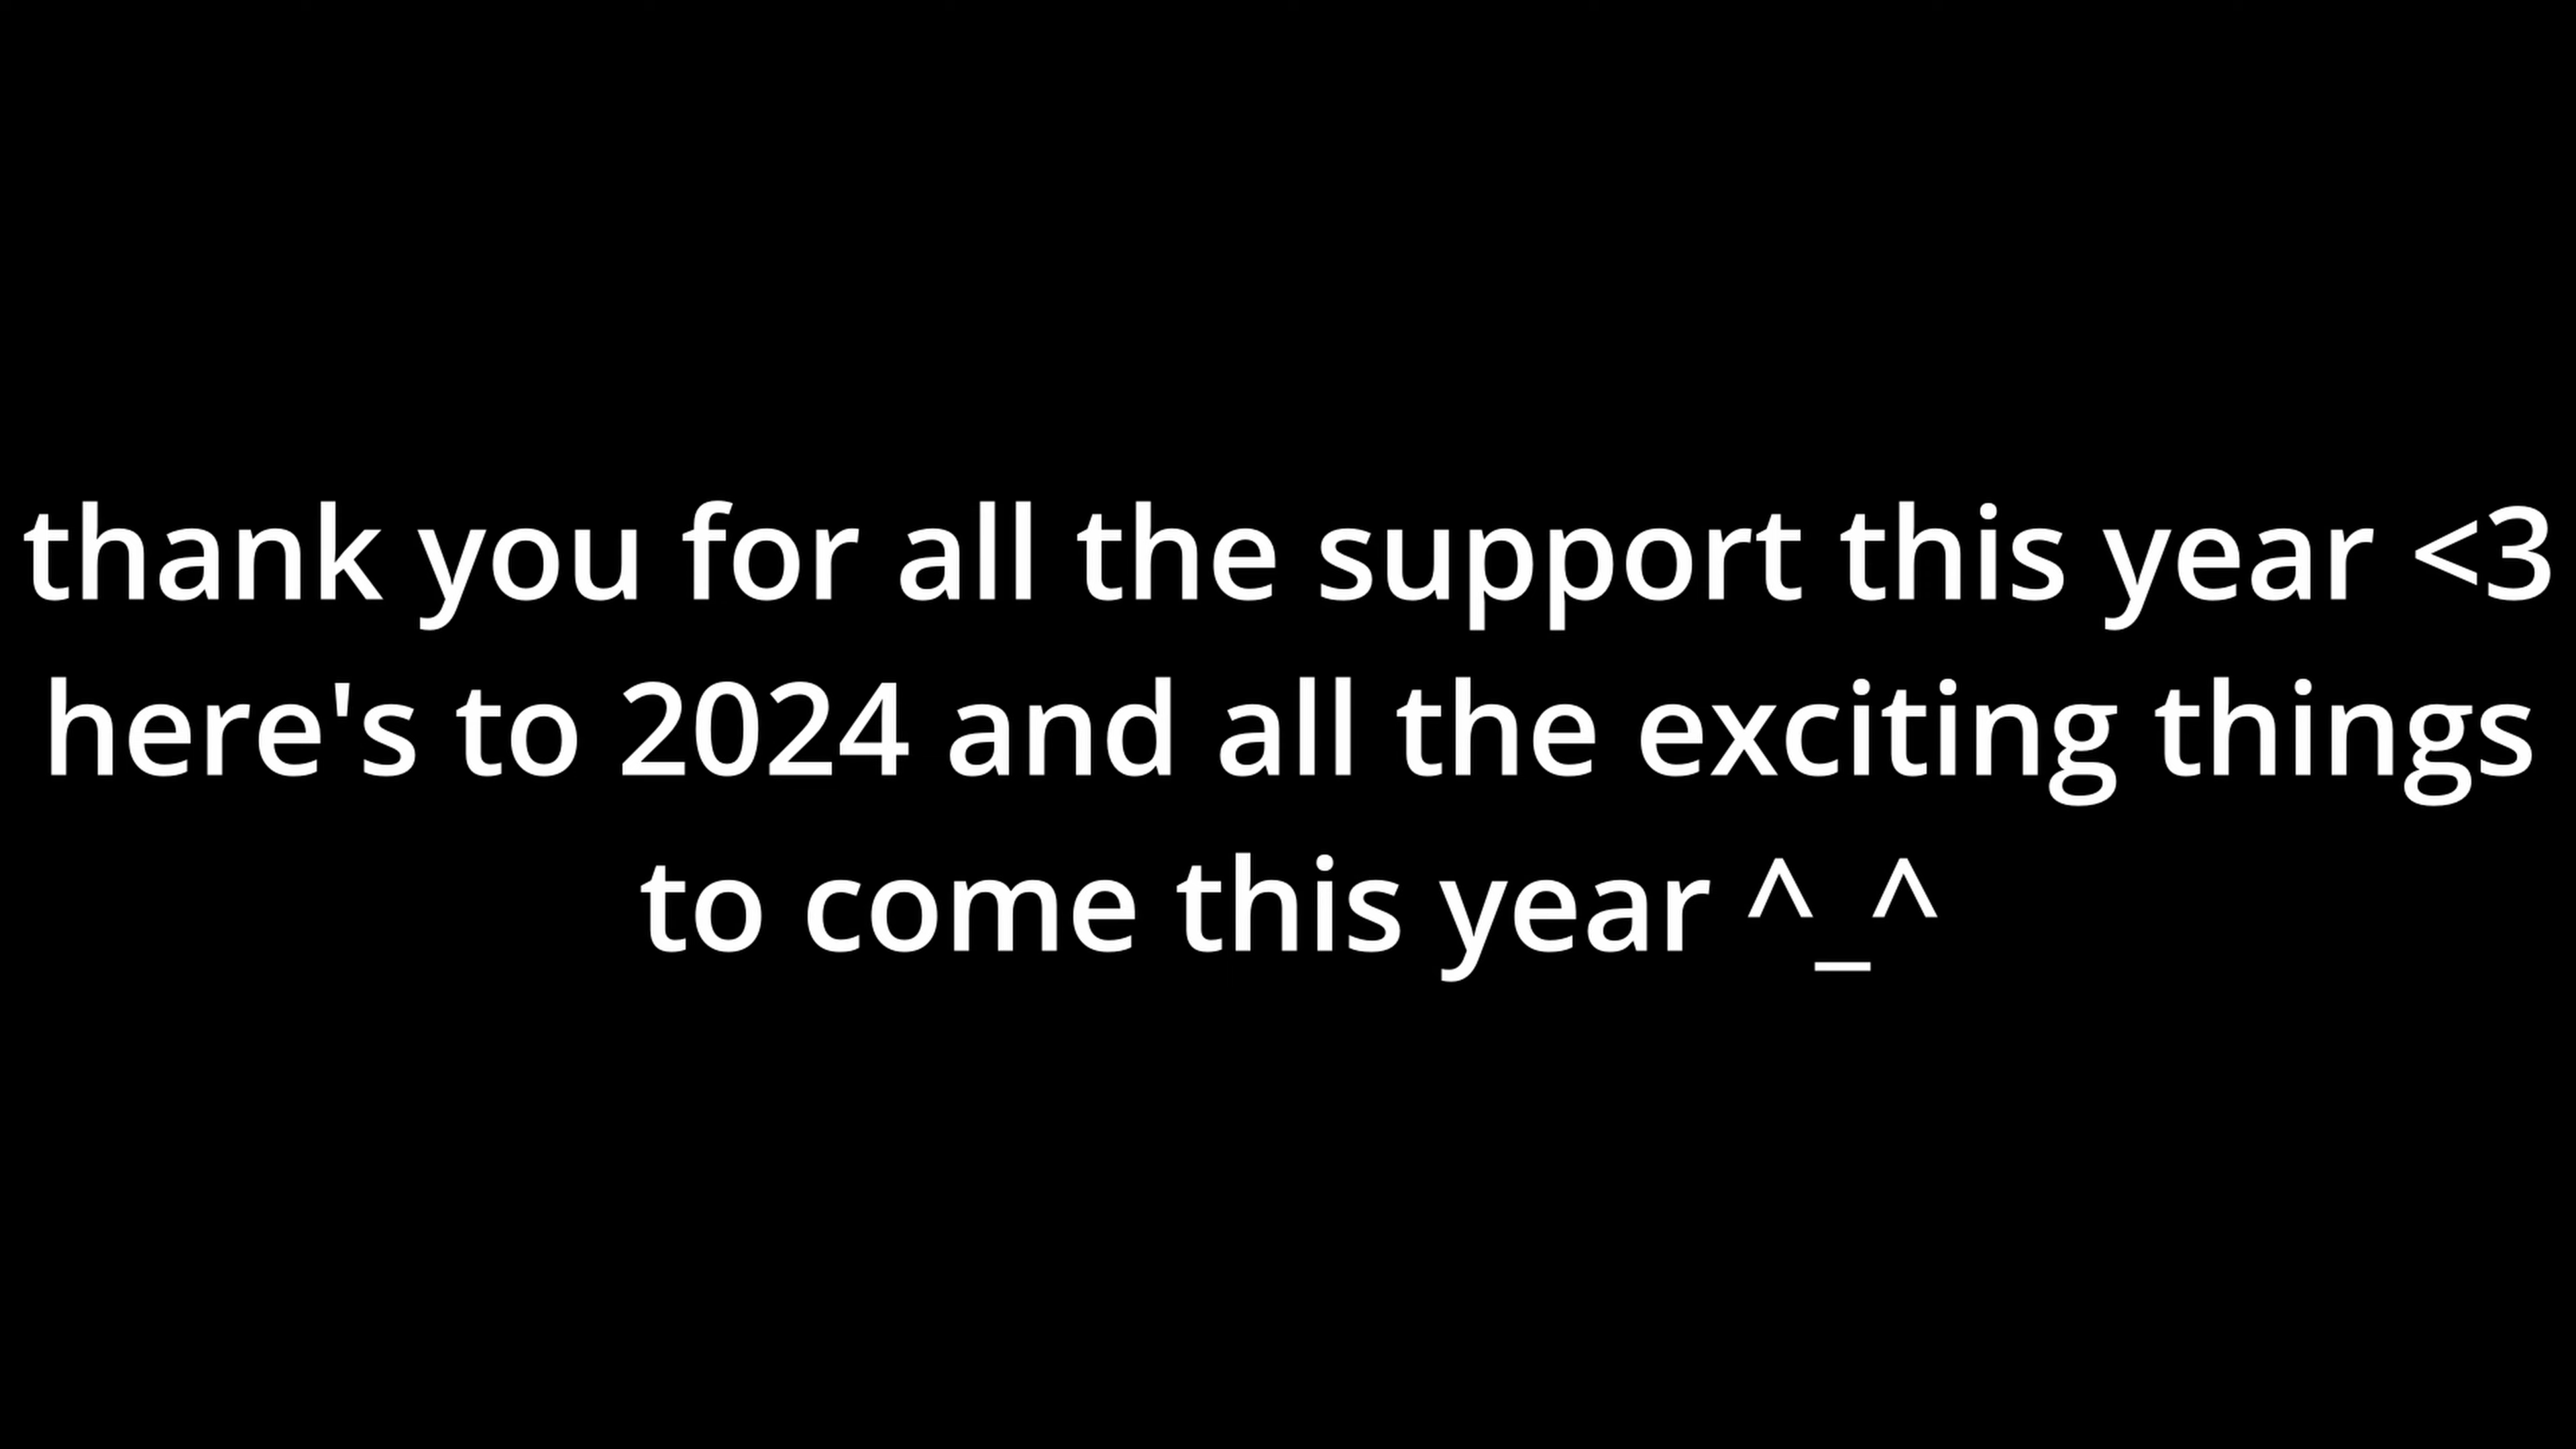 thank you for all the support this year <3
here's to 2024 and all the exciting things
to come this year ^_^